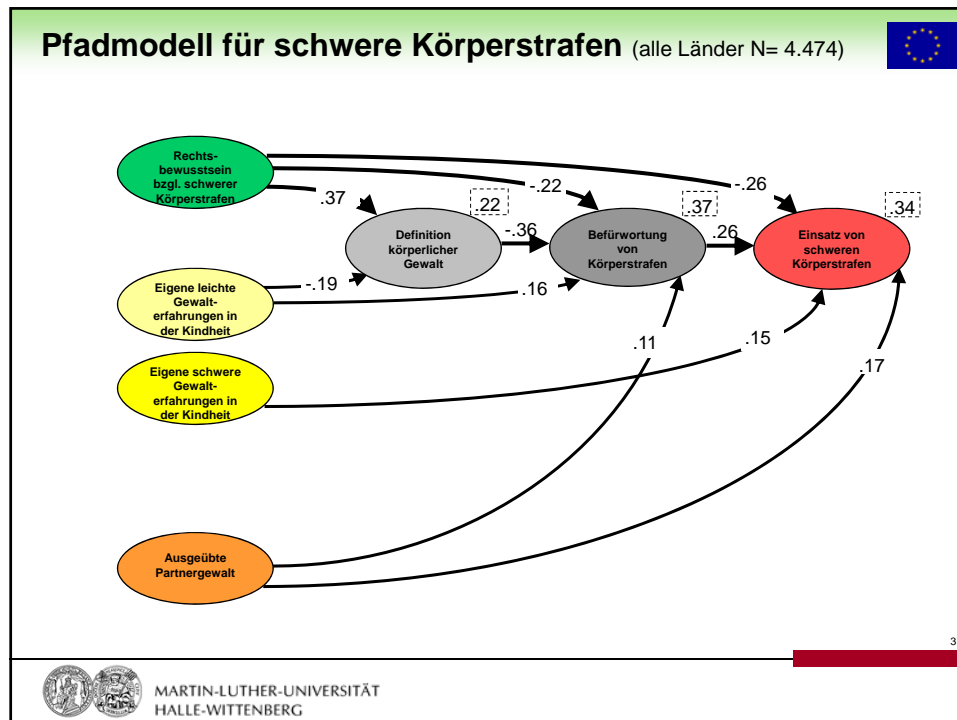 Pfadmodell für schwere Körperstrafen (alle Länder N= 4.474)
Rechts-
bewusstsein
bzgl. schwerer
Körperstrafen
.37
-.22
-.26
.22
.37
.34
Definition
körperlicher
Gewalt
-.36
Befürwortung
von
Körperstrafen
.26
Einsatz von
schweren
Körperstrafen
Eigene leichte
Gewalt-
erfahrungen in
der Kindheit
-.19
.16
Eigene schwere
Gewalt-
erfahrungen in
der Kindheit
.11
.15
.17
Ausgeübte
Partnergewalt
3
MARTIN-LUTHER-UNIVERSITÄT
HALLE-WITTENBERG